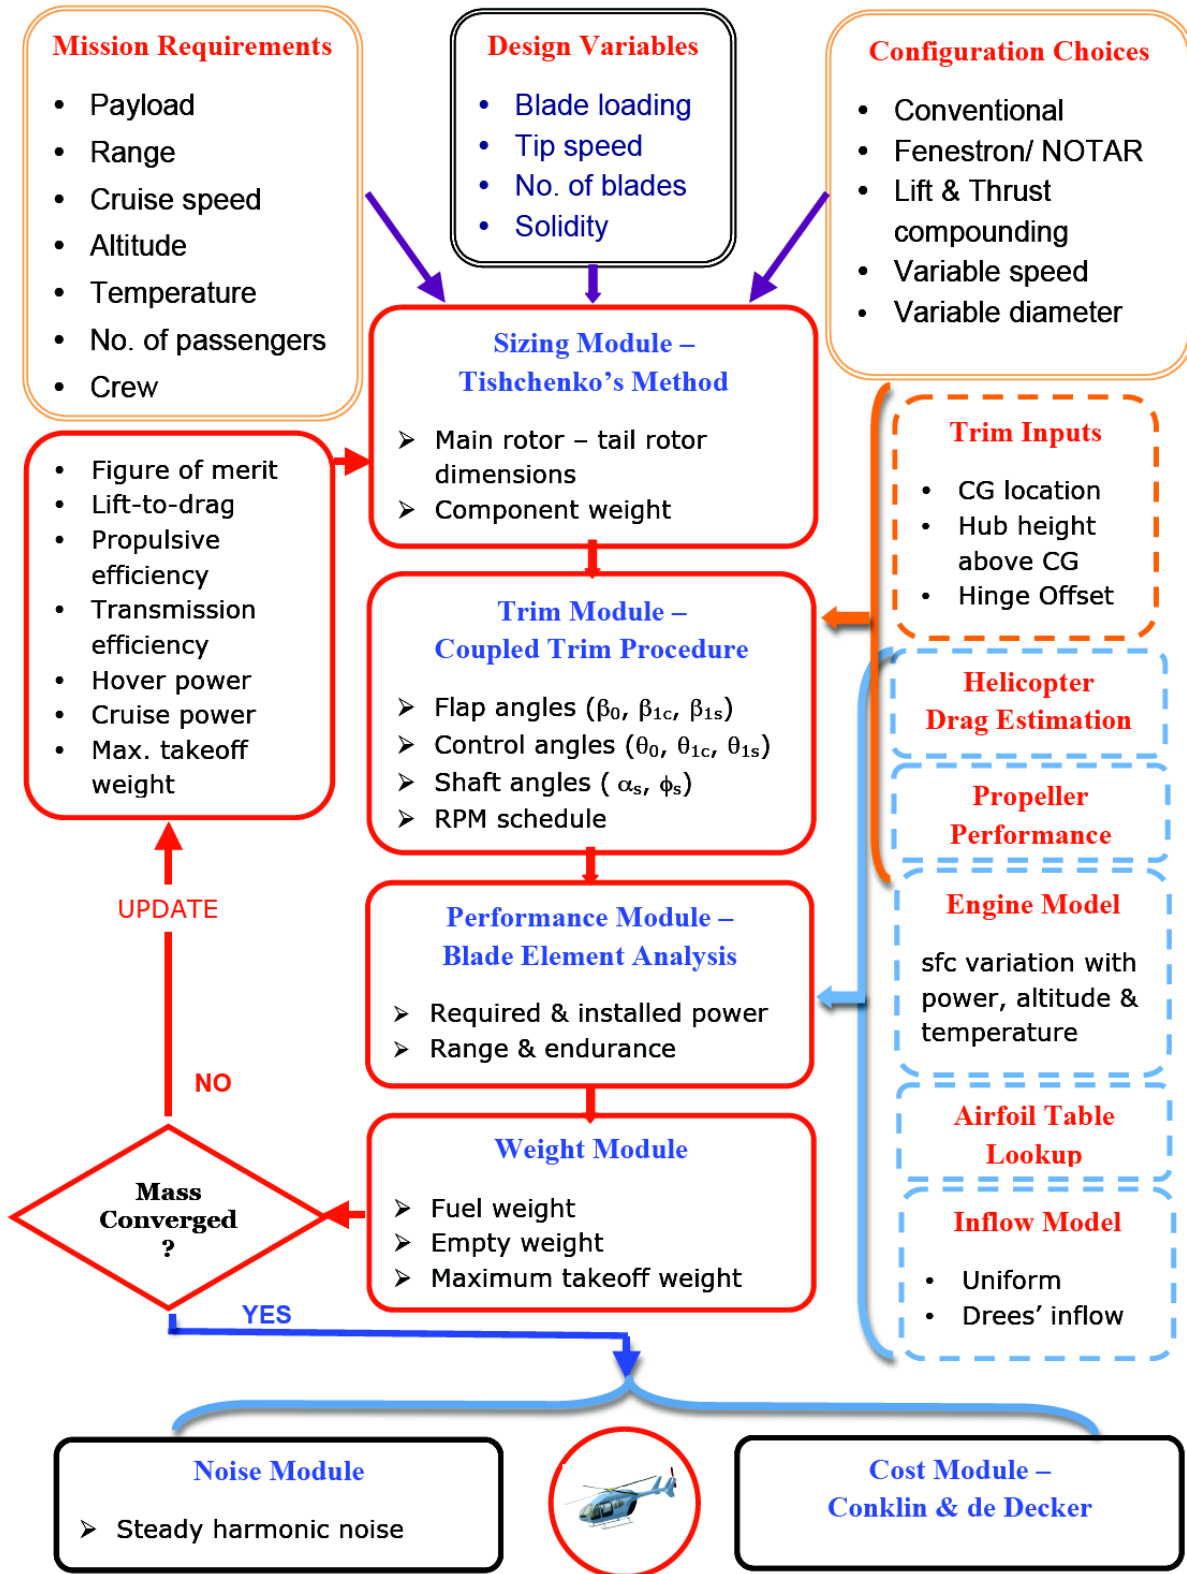 Mission Requirements
• Payload
• Range
• Cruise speed
• Altitude
• Temperature
• No. of passengers
• Crew
Design Variables
• Blade loading
• Tip speed
• No. of blades
• Solidity
Configuration Choices
• Conventional
• Fenestron/ NOTAR
• Lift & Thrust
compounding
• Variable speed
• Variable diameter
Sizing Module –
Tishchenko's Method
➢ Main rotor – tail rotor
dimensions
➢ Component weight
• Figure of merit
• Lift-to-drag
• Propulsive
efficiency
• Transmission
efficiency
• Hover power
• Cruise power
• Max. takeoff
weight
Trim Inputs
• CG location
• Hub height
above CG
• Hinge Offset
Trim Module –
Coupled Trim Procedure
➢ Flap angles (β₀, β₁c, β₁s)
➢ Control angles (θ₀, θ₁c, θ₁s)
➢ Shaft angles ( αs, ϕs)
➢ RPM schedule
Helicopter
Drag Estimation
Propeller
Performance
Engine Model
sfc variation with
power, altitude &
temperature
Airfoil Table
Lookup
Inflow Model
• Uniform
• Drees' inflow
UPDATE
Performance Module –
Blade Element Analysis
➢ Required & installed power
➢ Range & endurance
NO
Weight Module
➢ Fuel weight
➢ Empty weight
➢ Maximum takeoff weight
Mass
Converged
?
YES
Noise Module
➢ Steady harmonic noise
Cost Module –
Conklin & de Decker